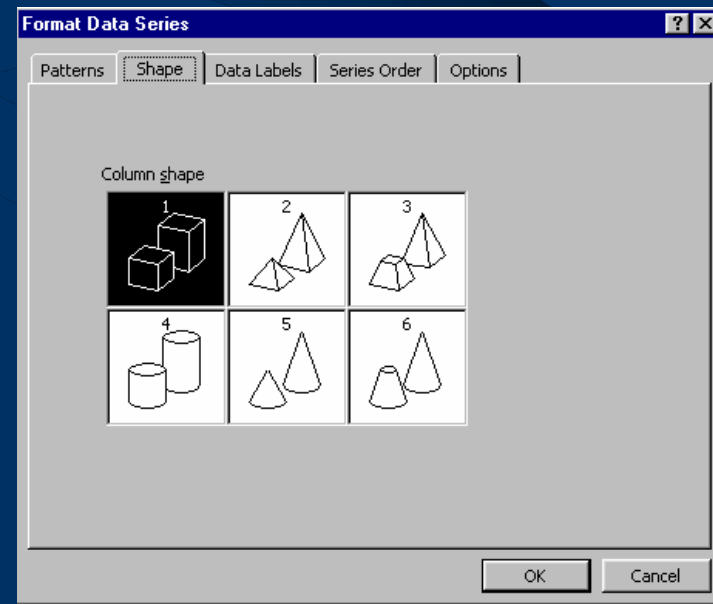 Format Data Series
? X
Patterns Shape Data Labels Series Order Options
Column shape
1 2 3
4 5 6
OK Cancel